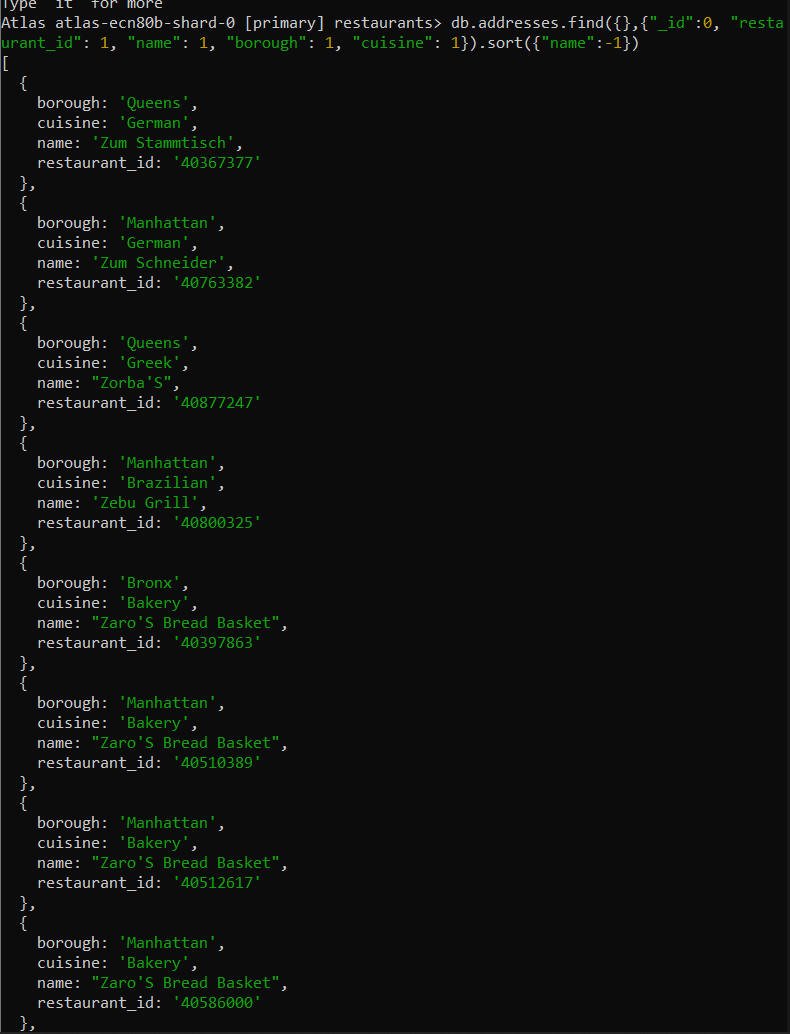 Type "it" for more
Atlas atlas-ecn80b-shard-0 [primary] restaurants> db.addresses.find({},{"_id":0, "resta
urant_id": 1, "name": 1, "borough": 1, "cuisine": 1}).sort({"name":-1})
[
  {
    borough: 'Queens',
    cuisine: 'German',
    name: 'Zum Stammtisch',
    restaurant_id: '40367377'
  },
  {
    borough: 'Manhattan',
    cuisine: 'German',
    name: 'Zum Schneider',
    restaurant_id: '40763382'
  },
  {
    borough: 'Queens',
    cuisine: 'Greek',
    name: "Zorba'S",
    restaurant_id: '40877247'
  },
  {
    borough: 'Manhattan',
    cuisine: 'Brazilian',
    name: 'Zebu Grill',
    restaurant_id: '40800325'
  },
  {
    borough: 'Bronx',
    cuisine: 'Bakery',
    name: "Zaro'S Bread Basket",
    restaurant_id: '40397863'
  },
  {
    borough: 'Manhattan',
    cuisine: 'Bakery',
    name: "Zaro'S Bread Basket",
    restaurant_id: '40510389'
  },
  {
    borough: 'Manhattan',
    cuisine: 'Bakery',
    name: "Zaro'S Bread Basket",
    restaurant_id: '40512617'
  },
  {
    borough: 'Manhattan',
    cuisine: 'Bakery',
    name: "Zaro'S Bread Basket",
    restaurant_id: '40586000'
  },